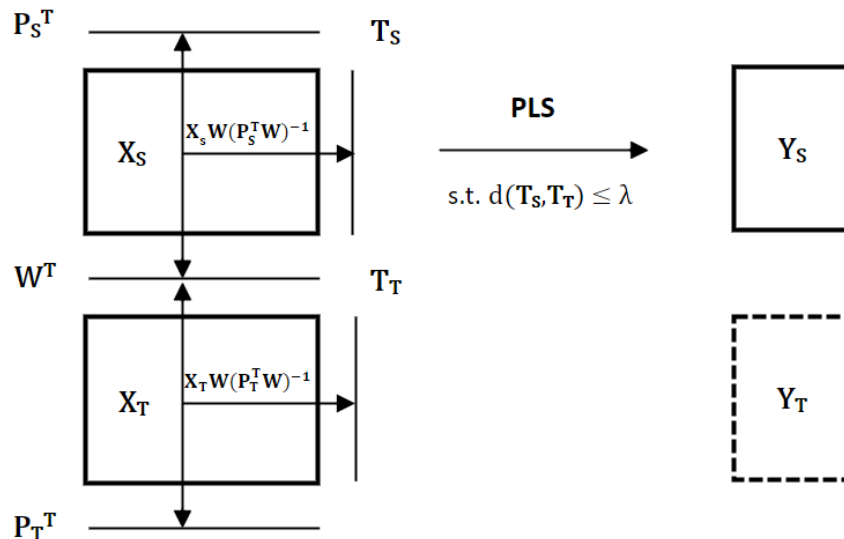 P_S^T
T_S
X_S
X_s W(P_S^T W)^{-1}
PLS
s.t. d(T_S,T_T) ≤ λ
Y_S
W^T
T_T
X_T
X_T W(P_T^T W)^{-1}
Y_T
P_T^T